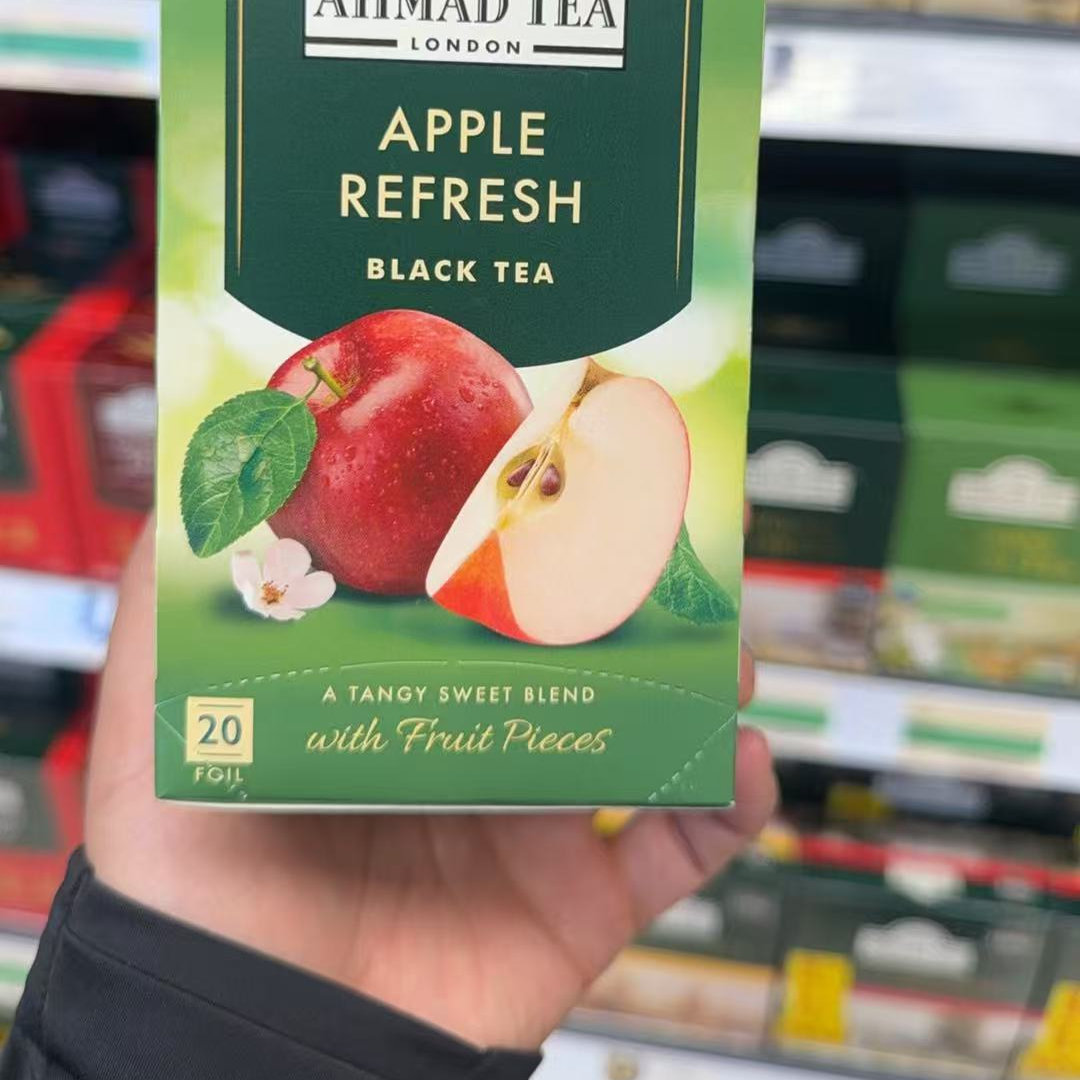 AHMAD TEA
LONDON
APPLE
REFRESH
BLACK TEA
A TANGY SWEET BLEND
with Fruit Pieces
20
FOIL